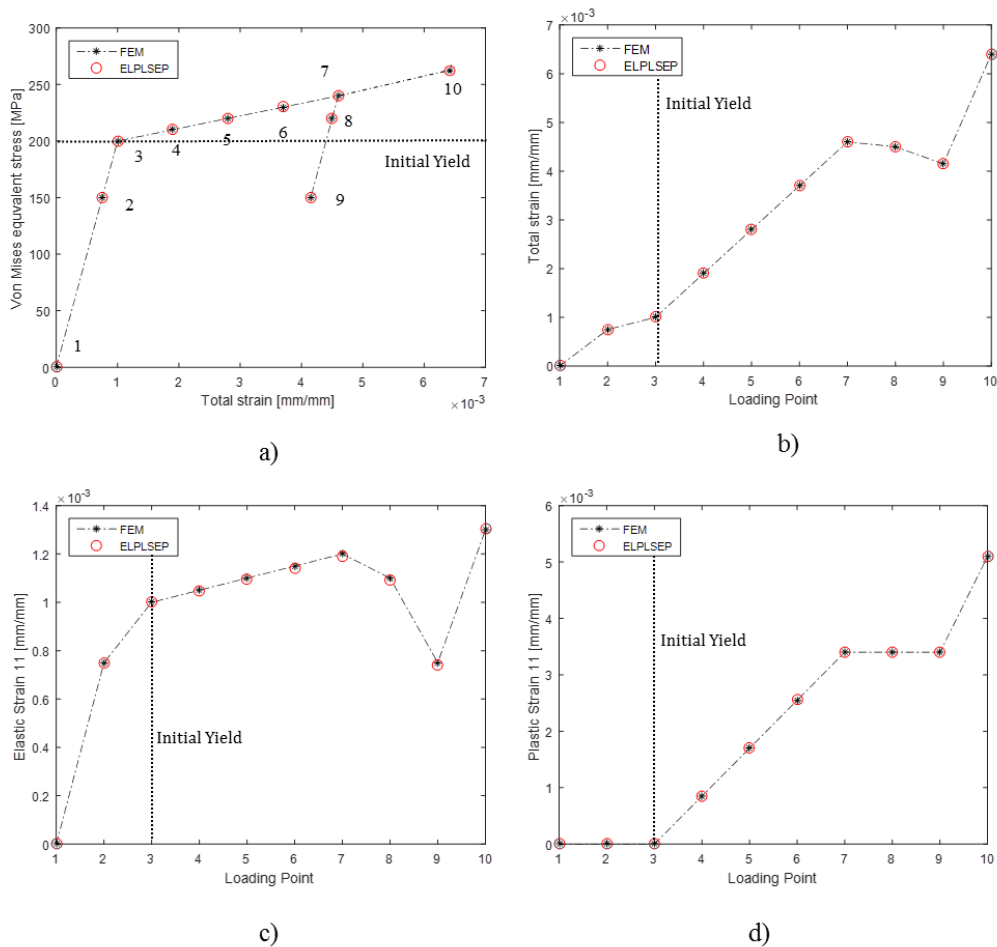 300
250
200
150
100
50
0
Von Mises equvalent stress [MPa]
FEM
ELPLSEP
7
10
8
3
4
5
6
Initial Yield
2
9
1
0 1 2 3 4 5 6 7
Total strain [mm/mm]
×10⁻³
a)
×10⁻³
7
6
5
4
3
2
1
0
Total strain [mm/mm]
FEM
ELPLSEP
Initial Yield
1 2 3 4 5 6 7 8 9 10
Loading Point
b)
×10⁻³
1.4
1.2
1
0.8
0.6
0.4
0.2
0
Elastic Strain 11 [mm/mm]
FEM
ELPLSEP
Initial Yield
1 2 3 4 5 6 7 8 9 10
Loading Point
c)
×10⁻³
6
5
4
3
2
1
0
Plastic Strain 11 [mm/mm]
FEM
ELPLSEP
Initial Yield
1 2 3 4 5 6 7 8 9 10
Loading Point
d)